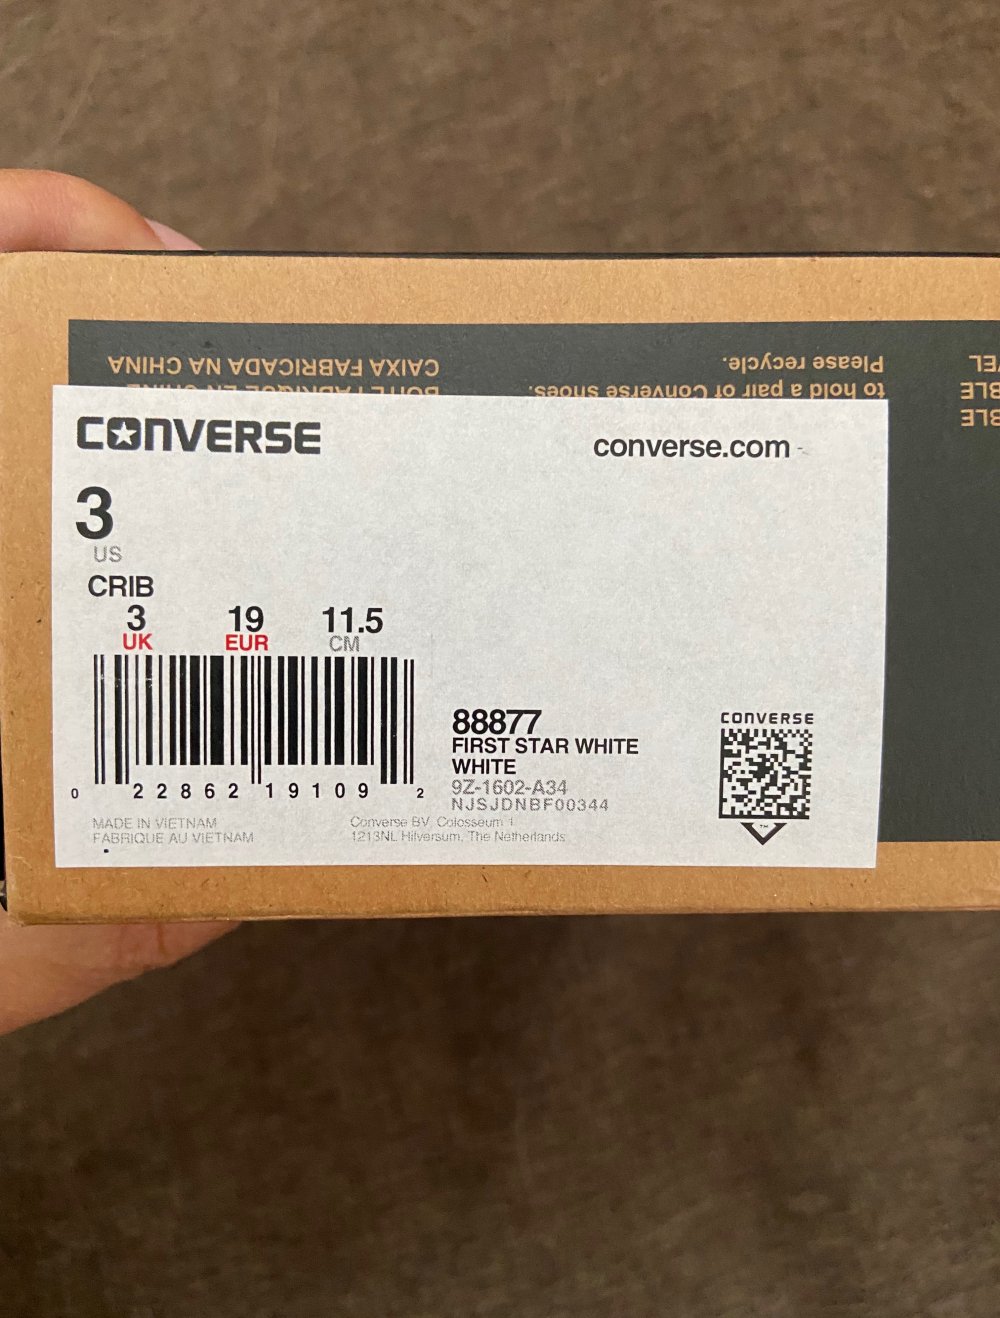 CAIXA FABRICADA NA CHINA
Please recycle.
to hold a pair of Converse shoes.
CONVERSE
converse.com
3
US
CRIB
3 19 11.5
UK EUR CM
0 22862 19109 2
88877
FIRST STAR WHITE
WHITE
9Z-1602-A34
NJSJDNBF00344
CONVERSE
TM
MADE IN VIETNAM
FABRIQUE AU VIETNAM
Converse BV, Colosseum 1
1213NL Hilversum, The Netherlands